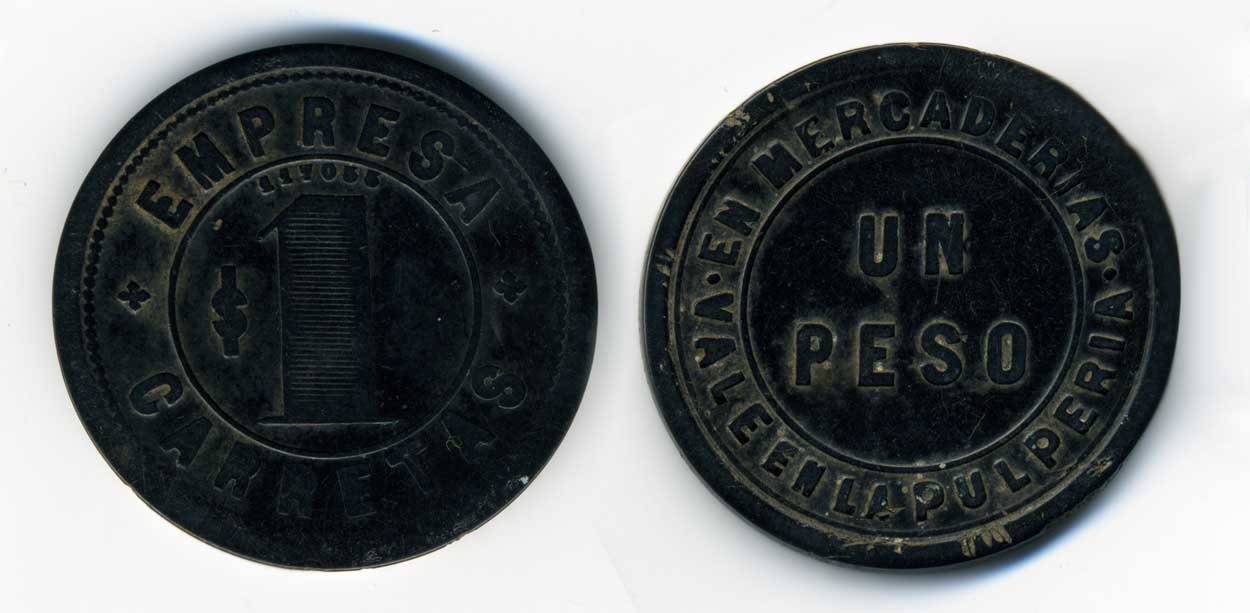 EMPRESA
$1
CARRETAS
VALE EN LA PULPERIA
EN MERCADERIAS
UN
PESO